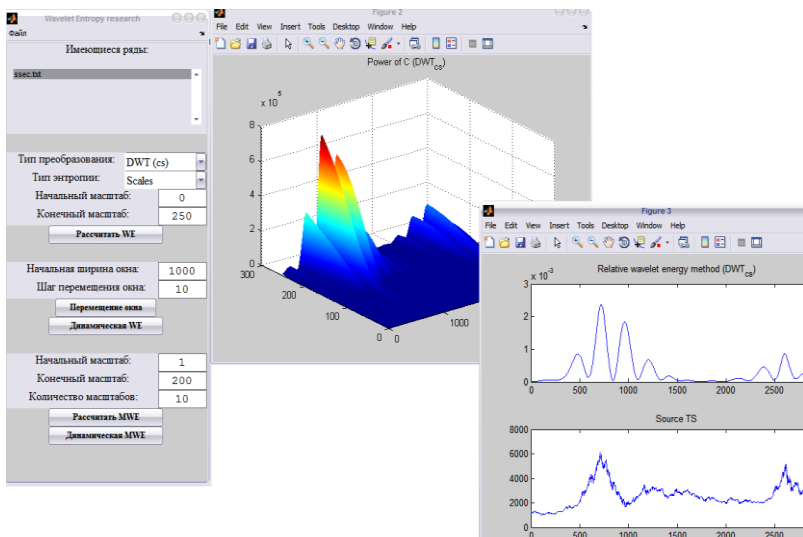 Wavelet Entropy research
Файл
Имеющиеся ряды:
ssec.txt
Тип преобразования: DWT (cs)
Тип энтропии: Scales
Начальный масштаб: 0
Конечный масштаб: 250
Рассчитать WE
Начальная ширина окна: 1000
Шаг перемещения окна: 10
Перемещение окна
Динамическая WE
Начальный масштаб: 1
Конечный масштаб: 200
Количество масштабов: 10
Рассчитать MWE
Динамическая MWE
Figure 2
File Edit View Insert Tools Desktop Window Help
Power of C (DWTcs)
x 10^6
8
6
4
2
0
300
200
100
0
0
1000
Figure 3
File Edit View Insert Tools Desktop Window Help
Relative wavelet energy method (DWTcs)
x 10^-3
3
2
1
0
0 500 1000 1500 2000 2500
Source TS
8000
6000
4000
2000
0
0 500 1000 1500 2000 2500